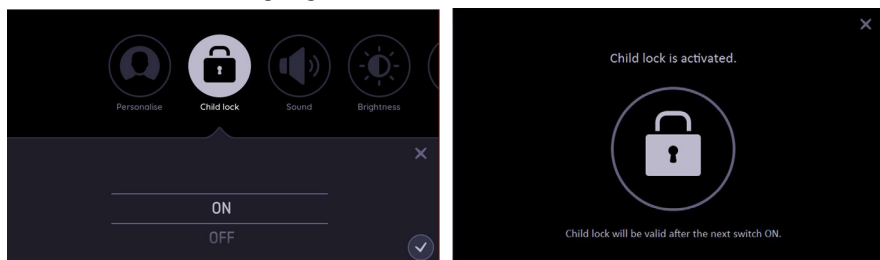 Personalise Child lock Sound Brightness
ON
OFF
Child lock is activated.
Child lock will be valid after the next switch ON.